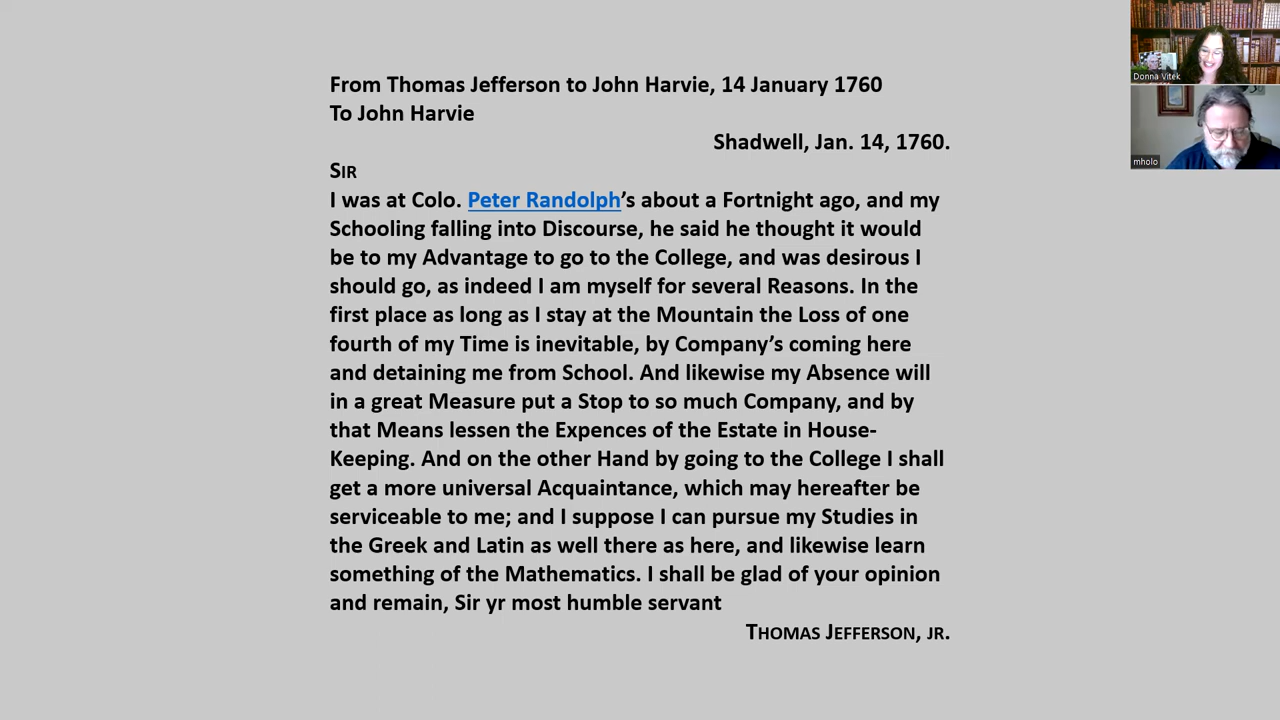 From Thomas Jefferson to John Harvie, 14 January 1760
To John Harvie
Shadwell, Jan. 14, 1760.
SIR
I was at Colo. Peter Randolph’s about a Fortnight ago, and my
Schooling falling into Discourse, he said he thought it would
be to my Advantage to go to the College, and was desirous I
should go, as indeed I am myself for several Reasons. In the
first place as long as I stay at the Mountain the Loss of one
fourth of my Time is inevitable, by Company’s coming here
and detaining me from School. And likewise my Absence will
in a great Measure put a Stop to so much Company, and by
that Means lessen the Expences of the Estate in House-
Keeping. And on the other Hand by going to the College I shall
get a more universal Acquaintance, which may hereafter be
serviceable to me; and I suppose I can pursue my Studies in
the Greek and Latin as well there as here, and likewise learn
something of the Mathematics. I shall be glad of your opinion
and remain, Sir yr most humble servant
THOMAS JEFFERSON, JR.
Donna Vitek
mholo